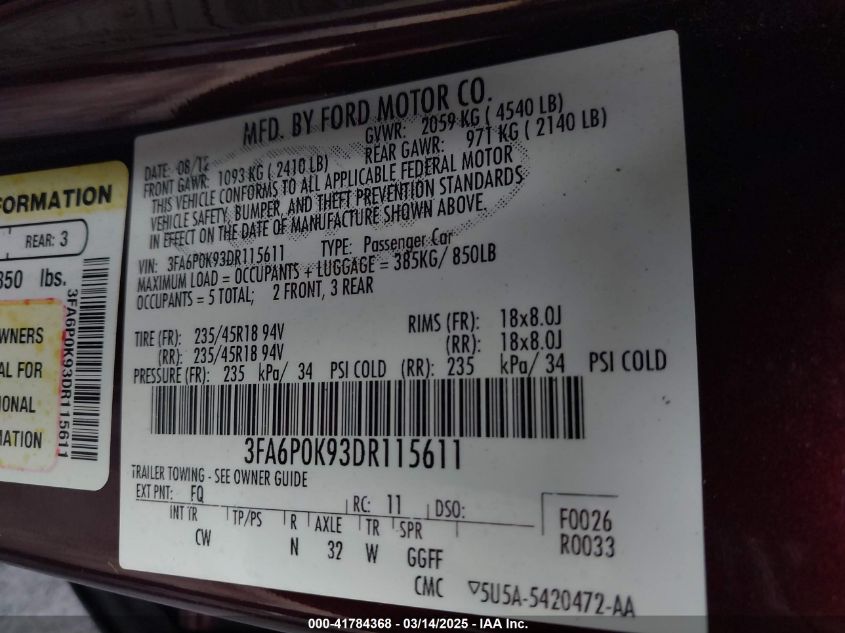 MFD. BY FORD MOTOR CO.
DATE: 08/12 GVWR: 2059 KG ( 4540 LB)
FRONT GAWR: 1093 KG ( 2410 LB) REAR GAWR: 971 KG ( 2140 LB)
THIS VEHICLE CONFORMS TO ALL APPLICABLE FEDERAL MOTOR
VEHICLE SAFETY, BUMPER, AND THEFT PREVENTION STANDARDS
IN EFFECT ON THE DATE OF MANUFACTURE SHOWN ABOVE.
VIN: 3FA6P0K93DR115611 TYPE: Passenger Car
MAXIMUM LOAD = OCCUPANTS + LUGGAGE = 385KG/ 850LB
OCCUPANTS = 5 TOTAL; 2 FRONT, 3 REAR
TIRE (FR): 235/45R18 94V RIMS (FR): 18x8.0J
(RR): 235/45R18 94V (RR): 18x8.0J
PRESSURE (FR): 235 kPa/ 34 PSI COLD (RR): 235 kPa/ 34 PSI COLD
3FA6P0K93DR115611
TRAILER TOWING - SEE OWNER GUIDE
EXT PNT: FQ RC: 11 DSO:
INT TR TP/PS R AXLE TR SPR
CW N 32 W GGFF
CMC
F0026
R0033
▽5U5A-5420472-AA
FORMATION
REAR: 3
850 lbs.
WNERS
AL FOR
IONAL
MATION
3FA6P0K93DR115611
000-41784368 - 03/14/2025 - IAA Inc.